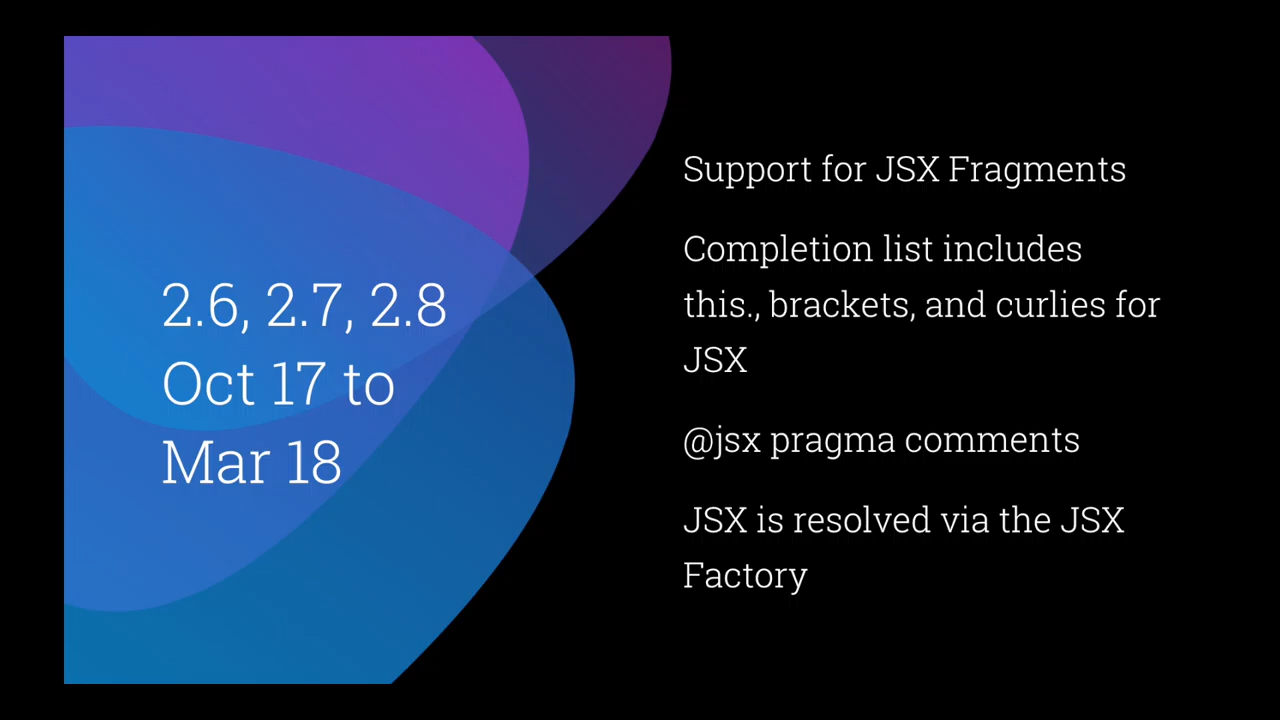 2.6, 2.7, 2.8
Oct 17 to
Mar 18
Support for JSX Fragments
Completion list includes
this., brackets, and curlies for
JSX
@jsx pragma comments
JSX is resolved via the JSX
Factory